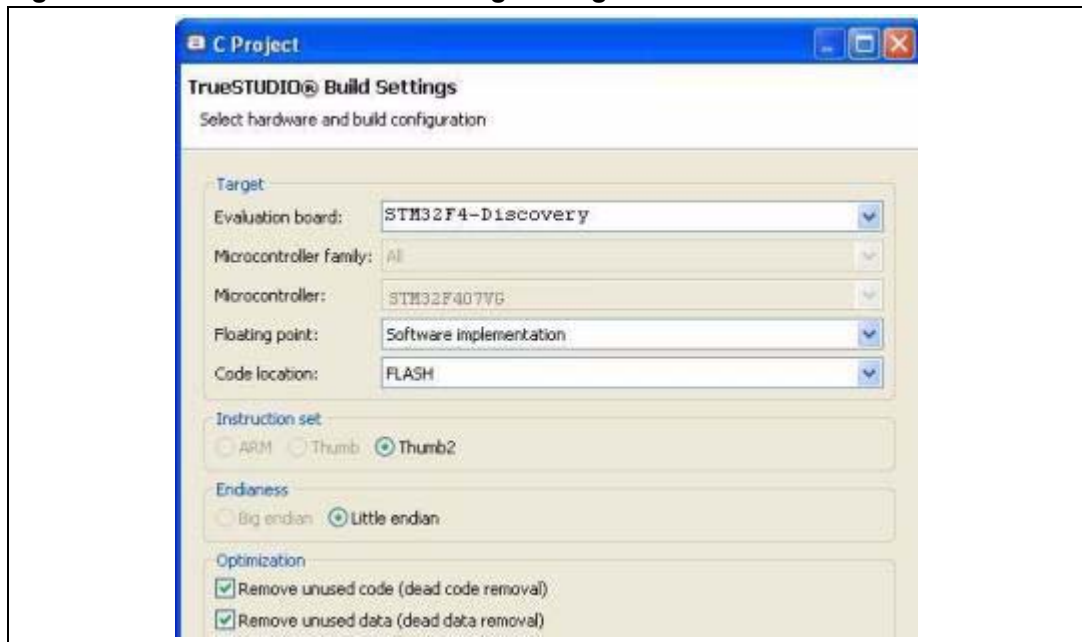 C Project
TrueSTUDIO® Build Settings
Select hardware and build configuration
Target
Evaluation board: STM32F4-Discovery
Microcontroller family: All
Microcontroller: STM32F407VG
Floating point: Software implementation
Code location: FLASH
Instruction set
ARM Thumb Thumb2
Endianess
Big endian Little endian
Optimization
Remove unused code (dead code removal)
Remove unused data (dead data removal)